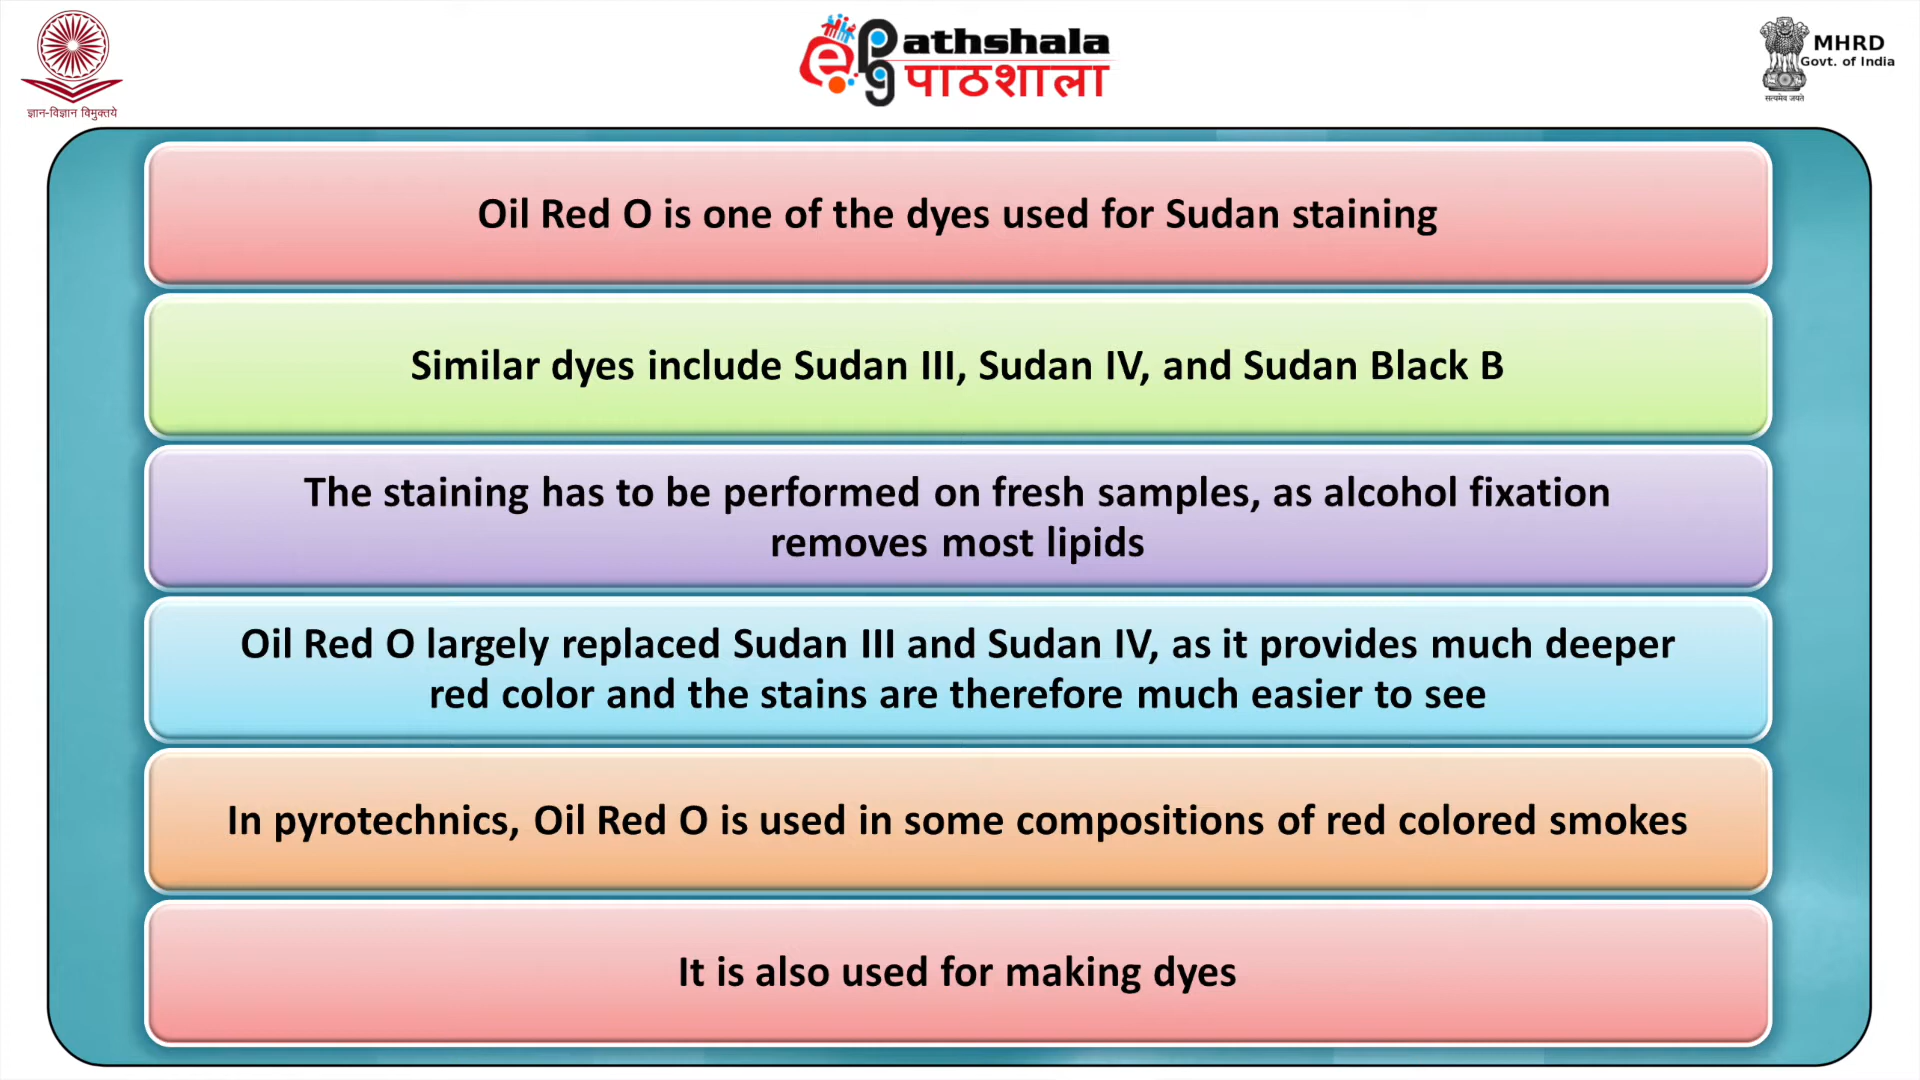 ज्ञान-विज्ञान विमुक्तये
ePG athshala
पाठशाला
MHRD
Govt. of India
सत्यमेव जयते
Oil Red O is one of the dyes used for Sudan staining
Similar dyes include Sudan III, Sudan IV, and Sudan Black B
The staining has to be performed on fresh samples, as alcohol fixation
removes most lipids
Oil Red O largely replaced Sudan III and Sudan IV, as it provides much deeper
red color and the stains are therefore much easier to see
In pyrotechnics, Oil Red O is used in some compositions of red colored smokes
It is also used for making dyes